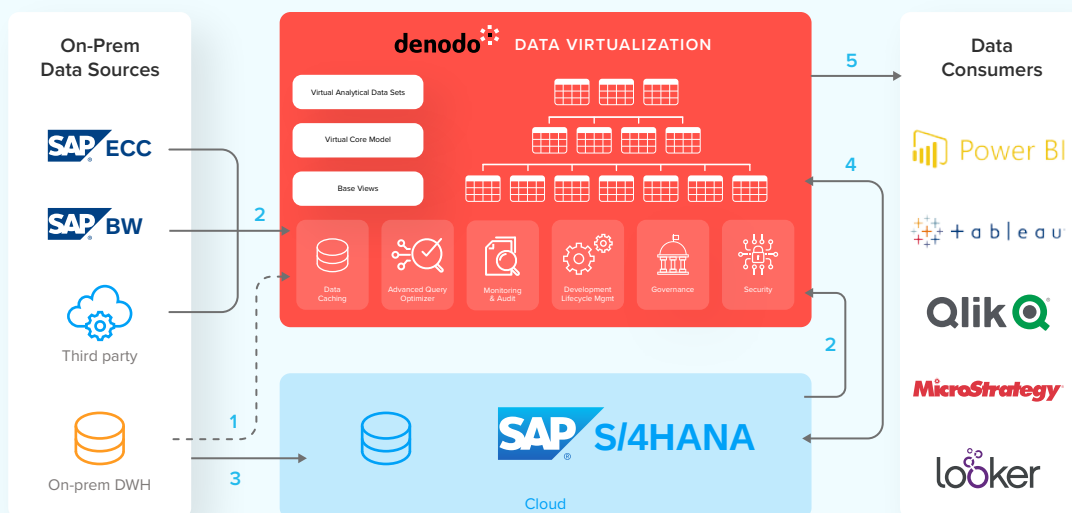 On-Prem
Data Sources
SAP® ECC
SAP® BW
Third party
On-prem DWH
2
1
3
denodo DATA VIRTUALIZATION
Virtual Analytical Data Sets
Virtual Core Model
Base Views
Data
Caching
Advanced Query
Optimizer
Monitoring
& Audit
Development
Lifecycle Mgmt
Governance
Security
SAP® S/4HANA
Cloud
5
4
2
Data
Consumers
Power BI
+ableau
Qlik
MicroStrategy
looker